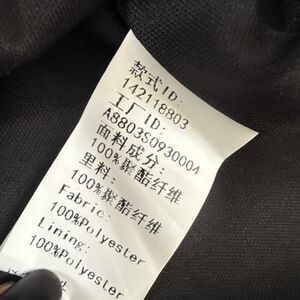 款式ID:
142118803
工厂ID:
A8803S0930004
面料成分:
100%聚酯纤维
里料:
100%聚酯纤维
Fabric:
100%Polyester
Lining:
100%Polyester